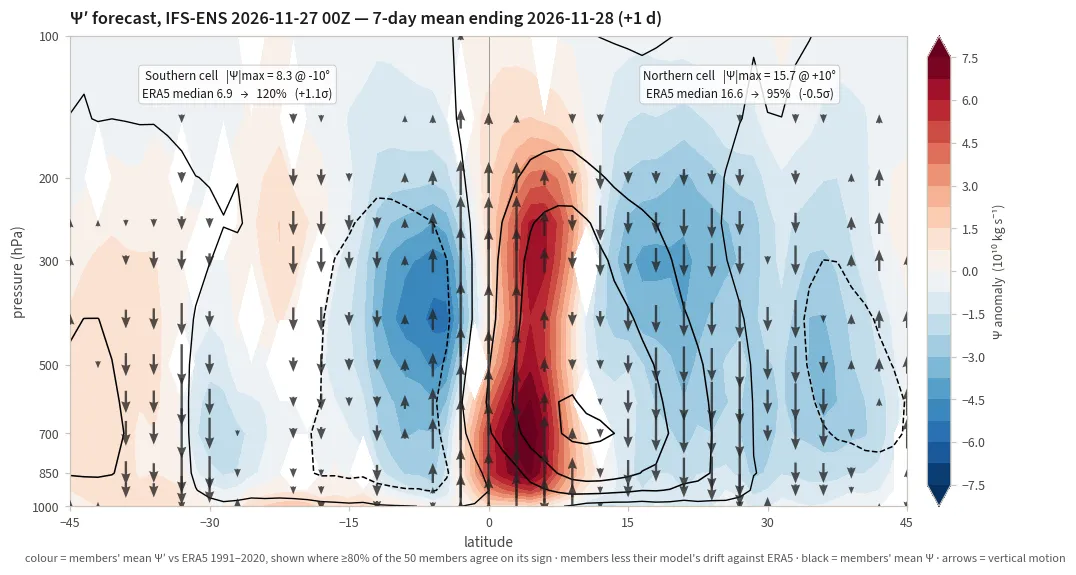 Ψ′ forecast, IFS-ENS 2026-11-27 00Z — 7-day mean ending 2026-11-28 (+1 d)
Southern cell |Ψ|max = 8.3 @ -10°
ERA5 median 6.9 → 120% (+1.1σ)
Northern cell |Ψ|max = 15.7 @ +10°
ERA5 median 16.6 → 95% (-0.5σ)
pressure (hPa)
100
200
300
400
500
700
850
1000
−45
−30
−15
0
15
30
45
latitude
7.5
6.0
4.5
3.0
1.5
0.0
−1.5
−3.0
−4.5
−6.0
−7.5
Ψ anomaly (10¹⁰ kg s⁻¹)
colour = members' mean Ψ′ vs ERA5 1991–2020, shown where ≥80% of the 50 members agree on its sign · members less their model's drift against ERA5 · black = members' mean Ψ · arrows = vertical motion